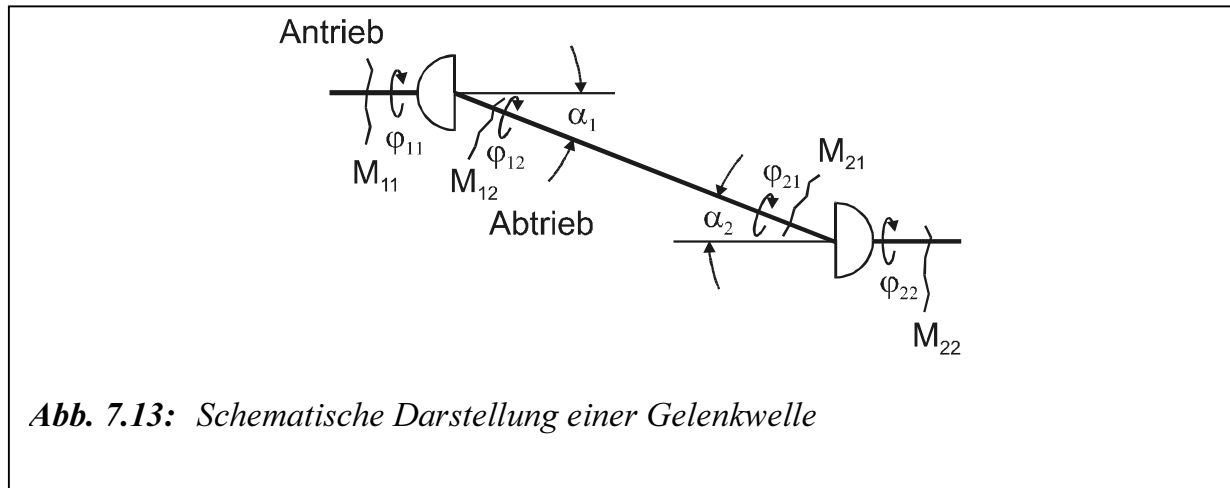 Antrieb
α₁
φ₁₁
φ₁₂
M₁₁
M₁₂
M₂₁
φ₂₁
Abtrieb
α₂
φ₂₂
M₂₂
Abb. 7.13: Schematische Darstellung einer Gelenkwelle